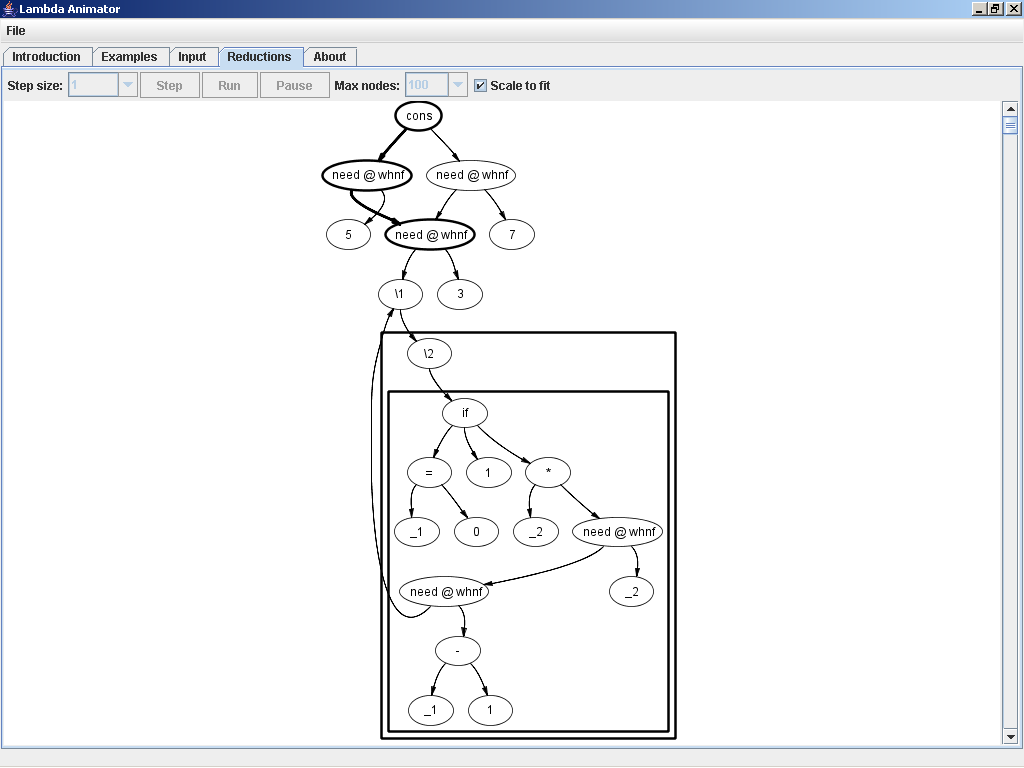 Lambda Animator
File
Introduction Examples Input Reductions About
Step size: 1 Step Run Pause Max nodes: 100 Scale to fit
cons
need @ whnf need @ whnf
5 need @ whnf 7
\1 3
\2
if
= 1 *
_1 0 _2 need @ whnf
need @ whnf _2
-
_1 1